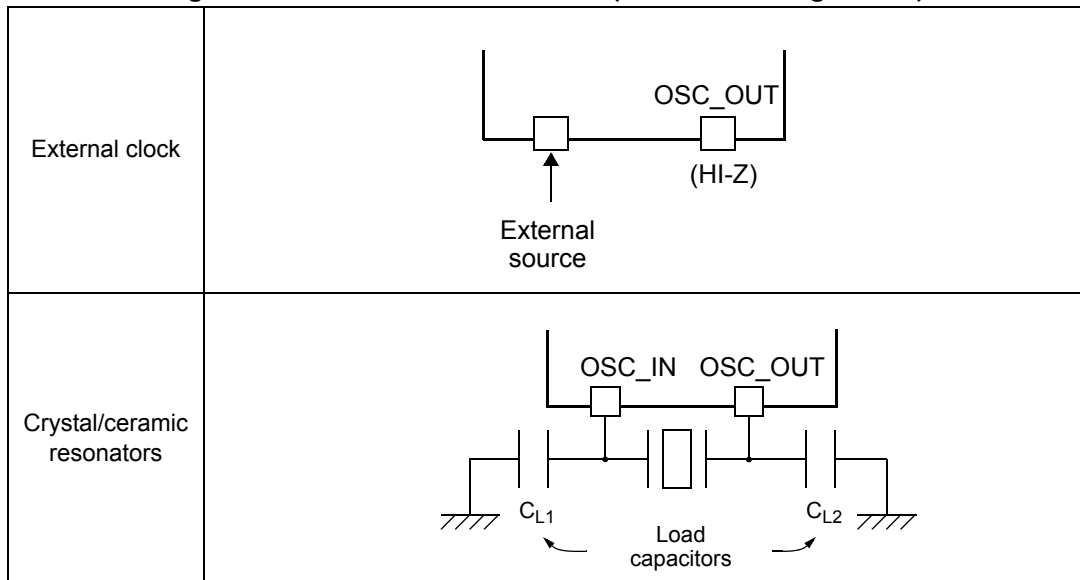 External clock
OSC_OUT
(HI-Z)
External
source
Crystal/ceramic
resonators
OSC_IN OSC_OUT
CL1
CL2
Load
capacitors